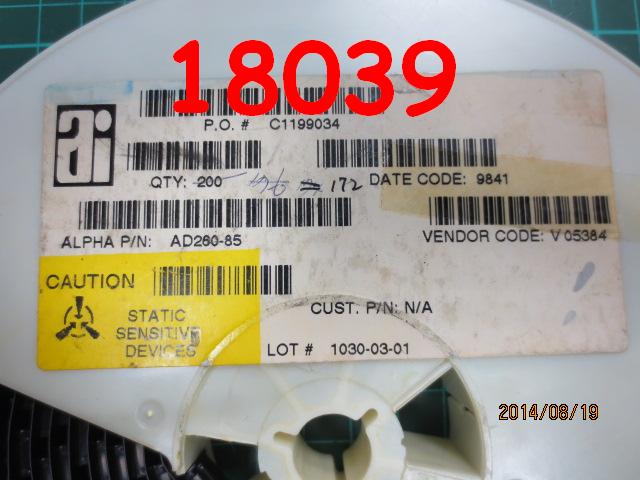 18039
ai
P.O. # C1199034
QTY: 200 = 172 DATE CODE: 9841
ALPHA P/N: AD260-85 VENDOR CODE: V 05384
CAUTION
STATIC
SENSITIVE
DEVICES
CUST. P/N: N/A
LOT # 1030-03-01
2014/08/19